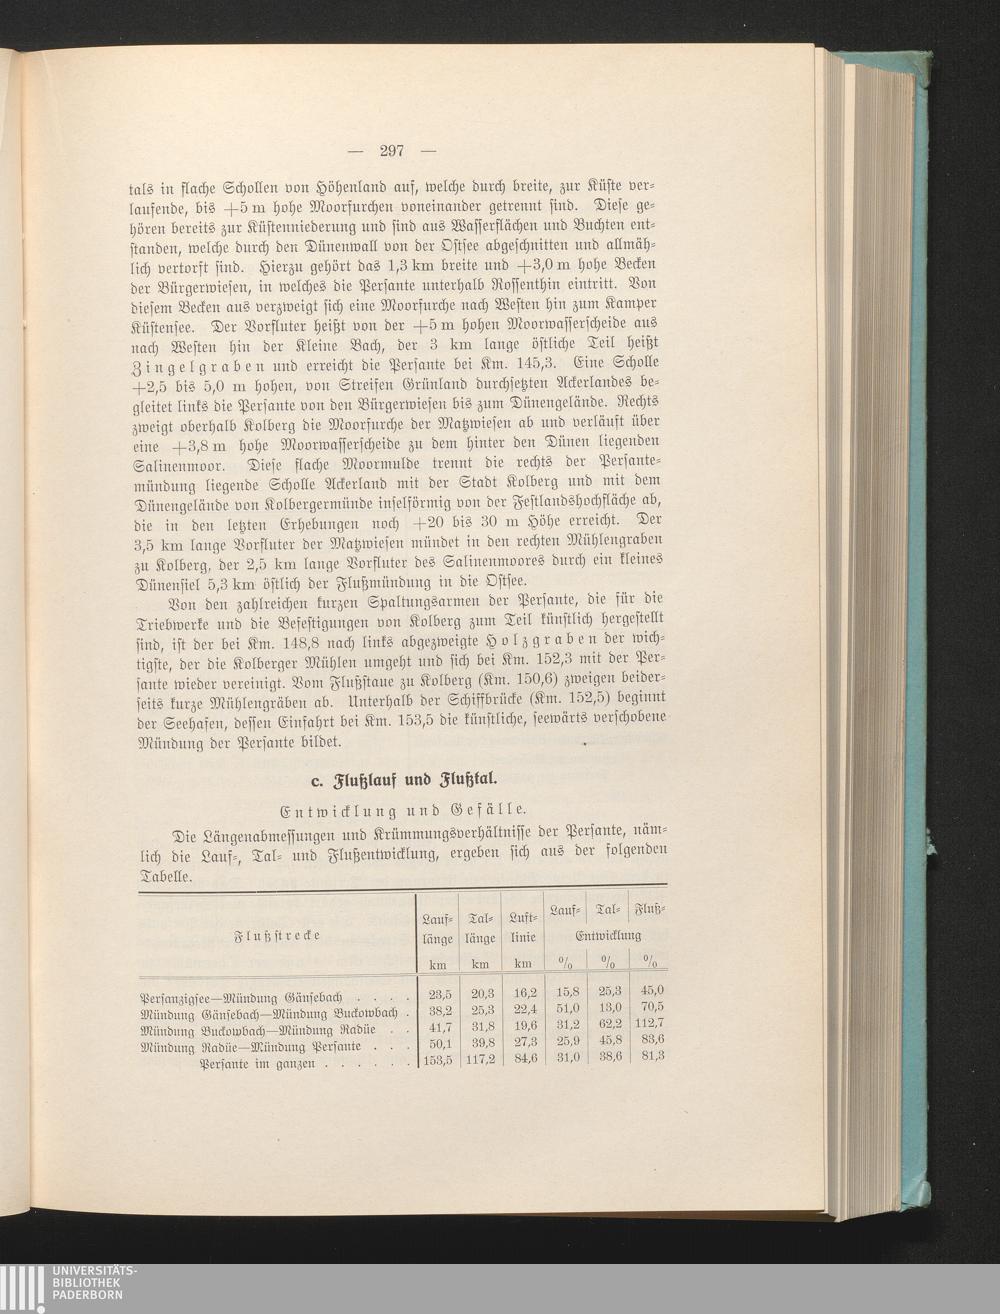 — 297 —
tals in flache Schollen von Höhenland auf, welche durch breite, zur Küste ver-
laufende, bis +5 m hohe Moorfurchen voneinander getrennt sind. Diese ge-
hören bereits zur Küstenniederung und sind aus Wasserflächen und Buchten ent-
standen, welche durch den Dünenwall von der Ostsee abgeschnitten und allmäh-
lich vertorft sind. Hierzu gehört das 1,3 km breite und +3,0 m hohe Becken
der Bürgerwiesen, in welches die Persante unterhalb Rossenthin eintritt. Von
diesem Becken aus verzweigt sich eine Moorfurche nach Westen hin zum Kamper
Küstensee. Der Vorfluter heißt von der +5 m hohen Moorwasserscheide aus
nach Westen hin der Kleine Bach, der 3 km lange östliche Teil heißt
Zingelgraben und erreicht die Persante bei Km. 145,3. Eine Scholle
+2,5 bis 5,0 m hohen, von Streifen Grünland durchsetzten Ackerlandes be-
gleitet links die Persante von den Bürgerwiesen bis zum Dünengelände. Rechts
zweigt oberhalb Kolberg die Moorfurche der Matzwiesen ab und verläuft über
eine +3,8 m hohe Moorwasserscheide zu dem hinter den Dünen liegenden
Salinenmoor. Diese flache Moormulde trennt die rechts der Persante-
mündung liegende Scholle Ackerland mit der Stadt Kolberg und mit dem
Dünengelände von Kolbergermünde inselförmig von der Festlandshochfläche ab,
die in den letzten Erhebungen noch +20 bis 30 m Höhe erreicht. Der
3,5 km lange Vorfluter der Matzwiesen mündet in den rechten Mühlengraben
zu Kolberg, der 2,5 km lange Vorfluter des Salinenmoores durch ein kleines
Dünensiel 5,3 km östlich der Flußmündung in die Ostsee.
Von den zahlreichen kurzen Spaltungsarmen der Persante, die für die
Triebwerke und die Befestigungen von Kolberg zum Teil künstlich hergestellt
sind, ist der bei Km. 148,8 nach links abgezweigte Holzgraben der wich-
tigste, der die Kolberger Mühlen umgeht und sich bei Km. 152,3 mit der Per-
sante wieder vereinigt. Vom Flußstaue zu Kolberg (Km. 150,6) zweigen beider-
seits kurze Mühlengräben ab. Unterhalb der Schiffbrücke (Km. 152,5) beginnt
der Seehafen, dessen Einfahrt bei Km. 153,5 die künstliche, seewärts verschobene
Mündung der Persante bildet.
c. Flußlauf und Flußtal.
Entwicklung und Gefälle.
Die Längenabmessungen und Krümmungsverhältnisse der Persante, näm-
lich die Lauf-, Tal- und Flußentwicklung, ergeben sich aus der folgenden
Tabelle.
Lauf- Tal- Luft- Lauf- Tal- Fluß-
Flußstrecke länge länge linie Entwicklung
km km km % % %
Persanzigsee—Mündung Gänsebach . . . . 23,5 20,3 16,2 15,8 25,3 45,0
Mündung Gänsebach—Mündung Buckowbach . 38,2 25,3 22,4 51,0 13,0 70,5
Mündung Buckowbach—Mündung Radüe . . 41,7 31,8 19,6 31,2 62,2 112,7
Mündung Radüe—Mündung Persante . . . 50,1 39,8 27,3 25,9 45,8 83,6
Persante im ganzen . . . . . . 153,5 117,2 84,6 31,0 38,6 81,3
UNIVERSITÄTS-
BIBLIOTHEK
PADERBORN